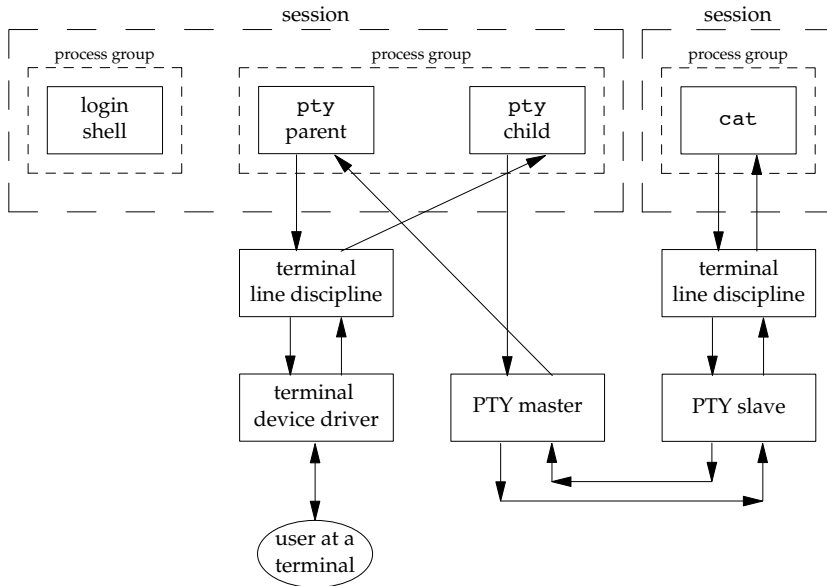 session
session
process group
process group
process group
login
shell
pty
parent
pty
child
cat
terminal
line discipline
terminal
line discipline
terminal
device driver
PTY master
PTY slave
user at a
terminal